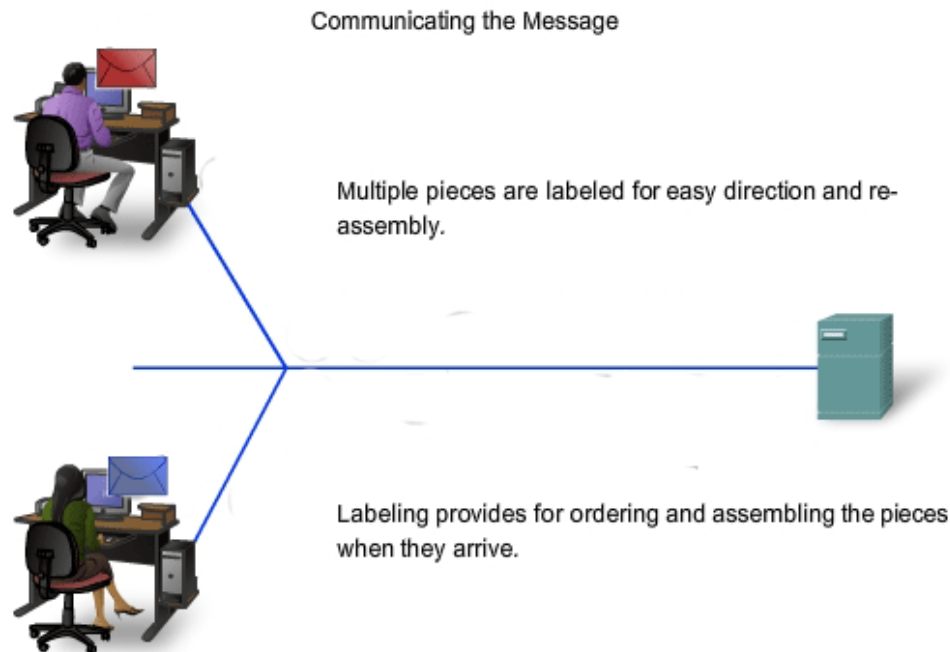 Communicating the Message
Multiple pieces are labeled for easy direction and re-
assembly.
Labeling provides for ordering and assembling the pieces
when they arrive.